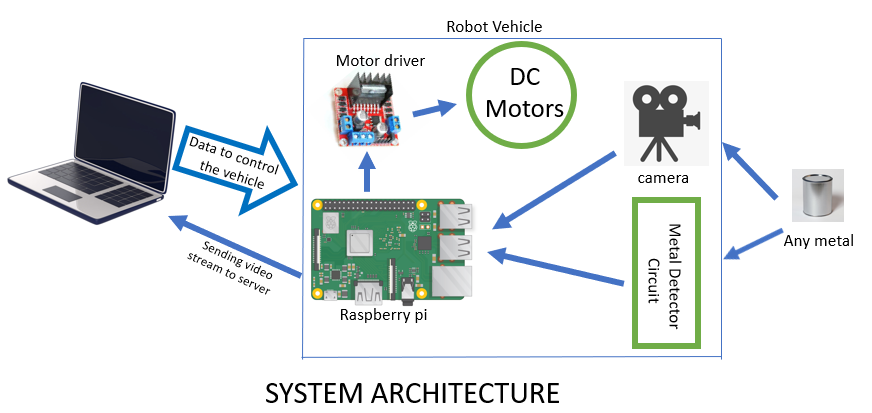 Robot Vehicle
Motor driver
DC
Motors
Data to control
the vehicle
camera
Sending video
stream to server
Metal Detector
Circuit
Any metal
Raspberry pi
SYSTEM ARCHITECTURE